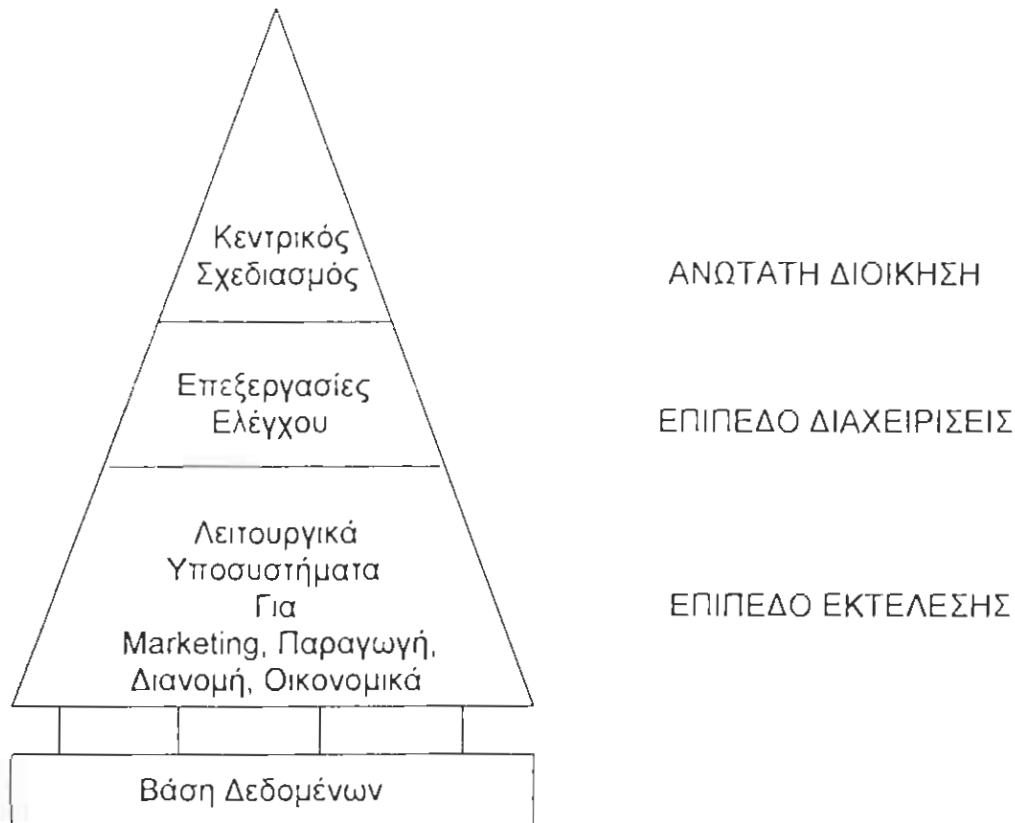 Κεντρικός
Σχεδιασμός
ΑΝΩΤΑΤΗ ΔΙΟΙΚΗΣΗ
Επεξεργασίες
Ελέγχου
ΕΠΙΠΕΔΟ ΔΙΑΧΕΙΡΙΣΕΙΣ
Λειτουργικά
Υποσυστήματα
Για
Marketing, Παραγωγή,
Διανομή, Οικονομικά
ΕΠΙΠΕΔΟ ΕΚΤΕΛΕΣΗΣ
Βάση Δεδομένων